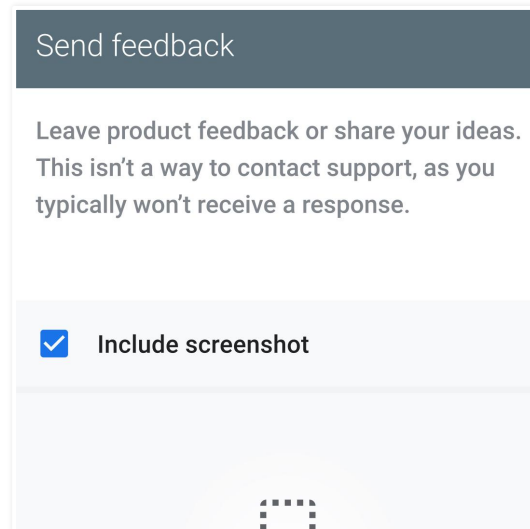 Send feedback
Leave product feedback or share your ideas.
This isn’t a way to contact support, as you
typically won’t receive a response.
Include screenshot